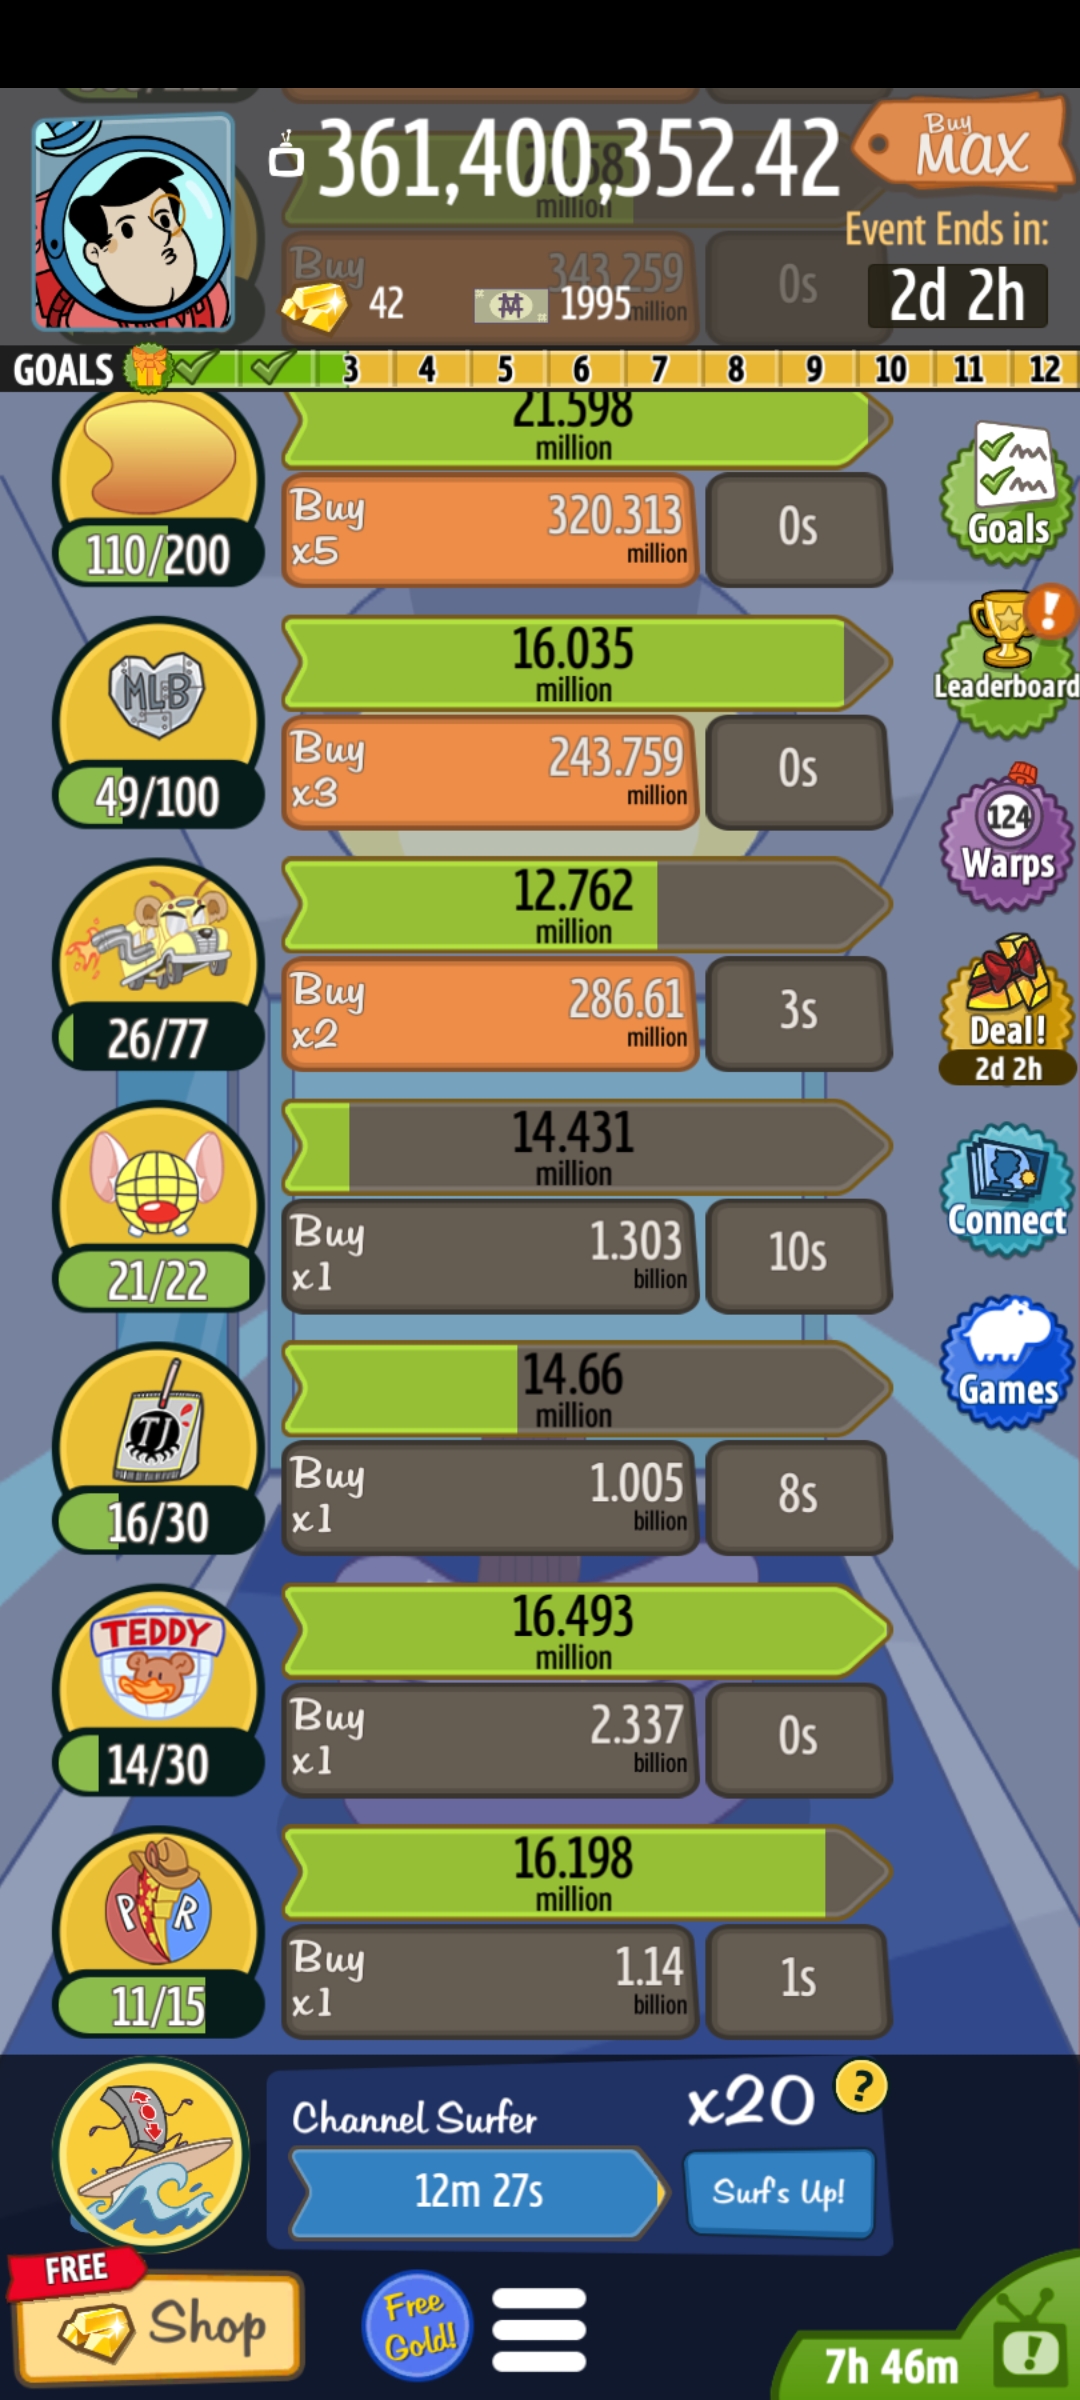 361,400,352.42
Buy
MAX
22.58
million
Event Ends in:
2d 2h
Buy
343.259
million
0s
42
1995
GOALS 3 4 5 6 7 8 9 10 11 12
21.598
million
110/200
Buy
x5
320.313
million
0s
Goals
MLB
16.035
million
49/100
Buy
x3
243.759
million
0s
!
Leaderboard
124
Warps
12.762
million
26/77
Buy
x2
286.61
million
3s
Deal!
2d 2h
14.431
million
21/22
Buy
x1
1.303
billion
10s
Connect
TJ
14.66
million
16/30
Buy
x1
1.005
billion
8s
Games
TEDDY
16.493
million
14/30
Buy
x1
2.337
billion
0s
P R
16.198
million
11/15
Buy
x1
1.14
billion
1s
Channel Surfer
x20
?
12m 27s
Surf's Up!
FREE
Shop
Free
Gold!
7h 46m
!